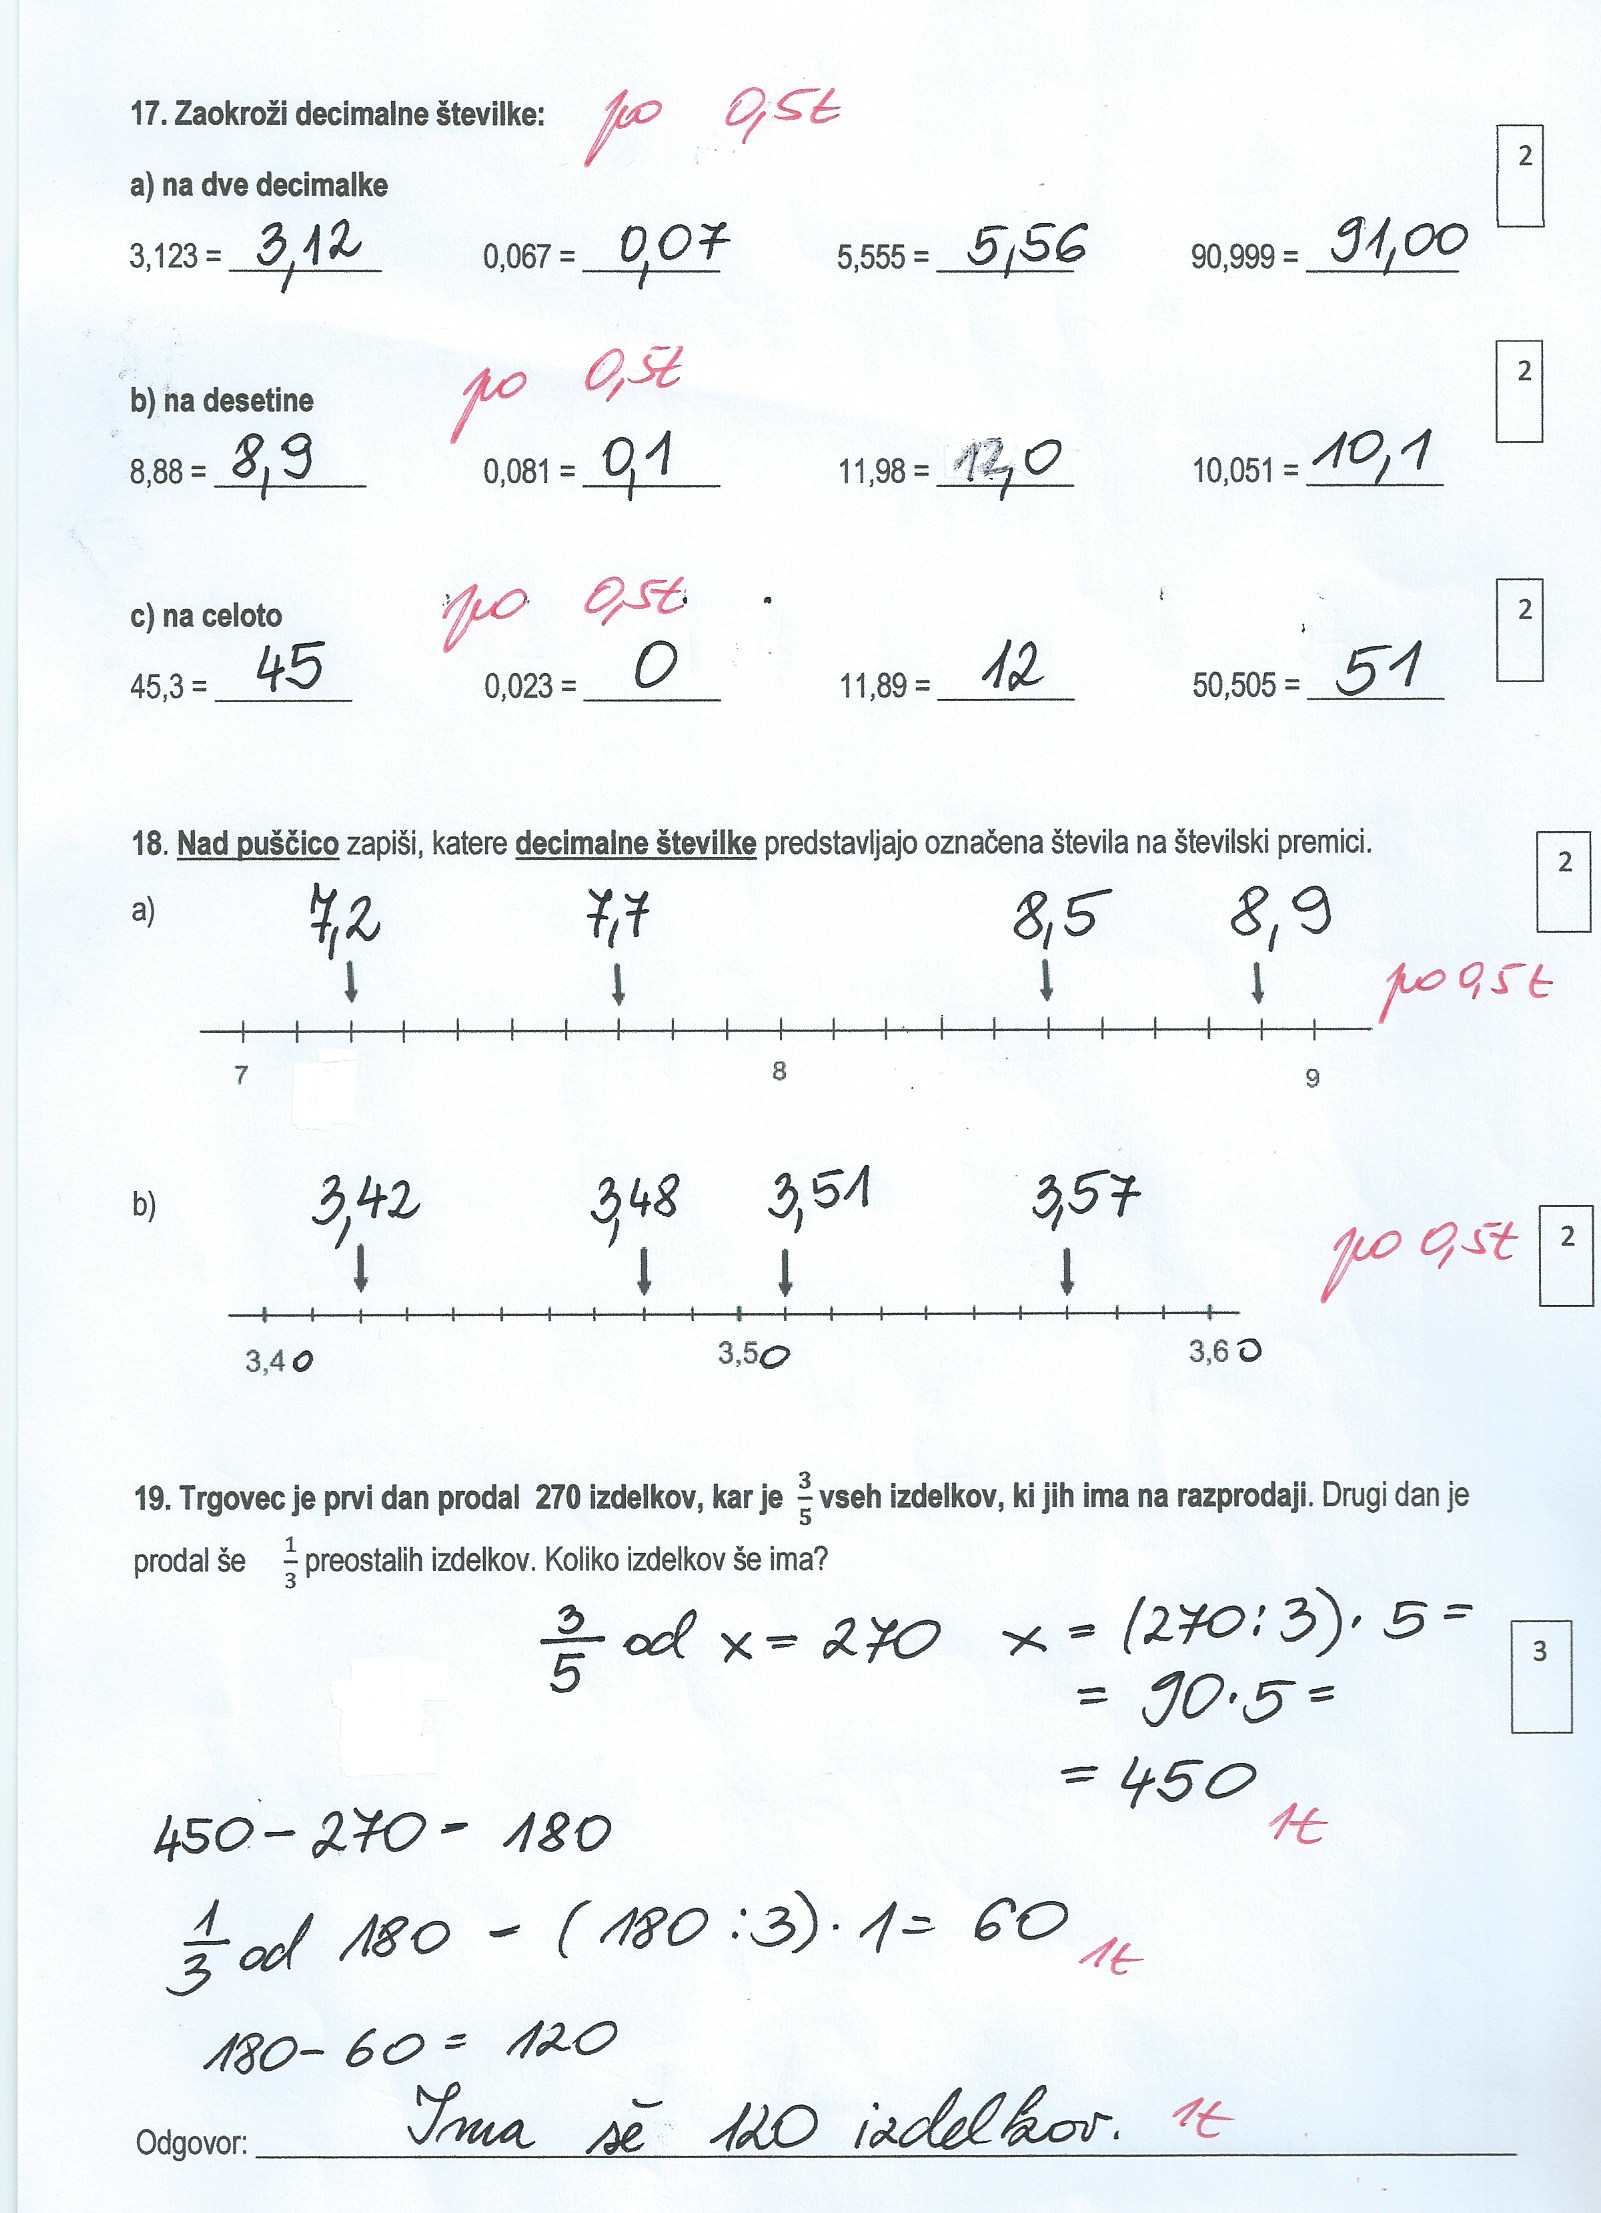 17. Zaokroži decimalne številke: po 0,5t
2
a) na dve decimalke
3,123 = 3,12 0,067 = 0,07 5,555 = 5,56 90,999 = 91,00
b) na desetine po 0,5t
2
8,88 = 8,9 0,081 = 0,1 11,98 = 12,0 10,051 = 10,1
c) na celoto po 0,5t
2
45,3 = 45 0,023 = 0 11,89 = 12 50,505 = 51
18. Nad puščico zapiši, katere decimalne številke predstavljajo označena števila na številski premici.
2
a) 7,2 7,7 8,5 8,9
po 0,5t
7 8 9
b) 3,42 3,48 3,51 3,57
po 0,5t 2
3,40 3,50 3,60
19. Trgovec je prvi dan prodal 270 izdelkov, kar je 3/5 vseh izdelkov, ki jih ima na razprodaji. Drugi dan je
prodal še 1/3 preostalih izdelkov. Koliko izdelkov še ima?
3/5 od x = 270 x = (270:3)·5=
3
= 90·5=
= 450
1t
450 - 270 - 180
1/3 od 180 - (180:3)·1= 60 1t
180 - 60 = 120
Odgovor: Ima še 120 izdelkov. 1t